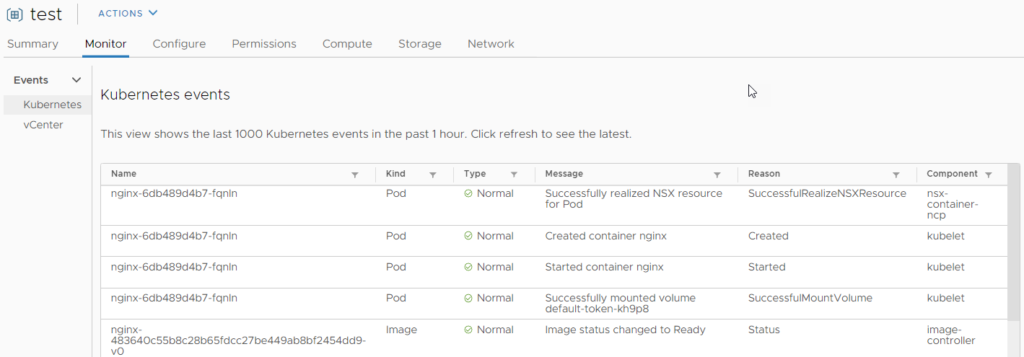 test ACTIONS
Summary Monitor Configure Permissions Compute Storage Network
Events
Kubernetes
vCenter
Kubernetes events
This view shows the last 1000 Kubernetes events in the past 1 hour. Click refresh to see the latest.
Name Kind Type Message Reason Component
nginx-6db489d4b7-fqnln Pod Normal Successfully realized NSX resource SuccessfulRealizeNSXResource nsx-
for Pod container-
ncp
nginx-6db489d4b7-fqnln Pod Normal Created container nginx Created kubelet
nginx-6db489d4b7-fqnln Pod Normal Started container nginx Started kubelet
nginx-6db489d4b7-fqnln Pod Normal Successfully mounted volume SuccessfulMountVolume kubelet
default-token-kh9p8
nginx- Image Normal Image status changed to Ready Status image-
483640c55b8c28b65fdcc27be449ab8bf2454dd9- controller
v0